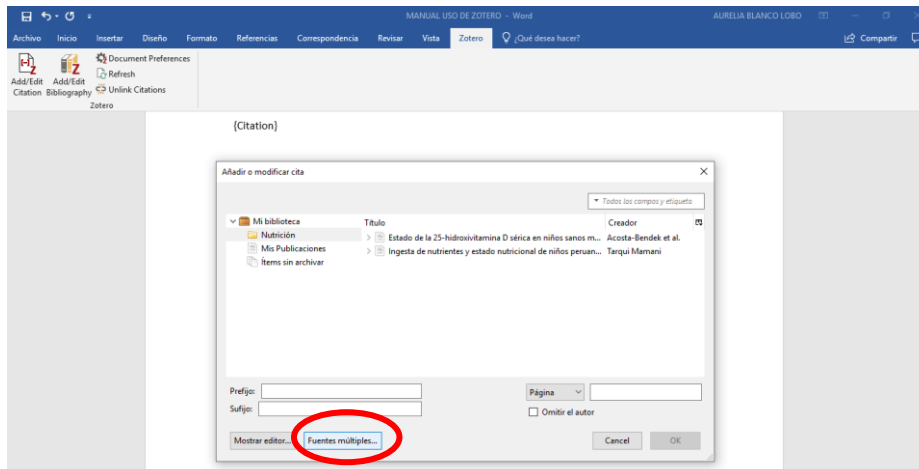 MANUAL USO DE ZOTERO - Word
AURELIA BLANCO LOBO
Archivo Inicio Insertar Diseño Formato Referencias Correspondencia Revisar Vista Zotero ¿Qué desea hacer? Compartir
Add/Edit Citation
Add/Edit Bibliography
Document Preferences
Refresh
Unlink Citations
Zotero
{Citation}
Añadir o modificar cita
Todos los campos y etiqueta
Mi biblioteca
Nutrición
Mis Publicaciones
Ítems sin archivar
Título Creador
Estado de la 25-hidroxivitamina D sérica en niños sanos m... Acosta-Bendek et al.
Ingesta de nutrientes y estado nutricional de niños peruan... Tarqui Mamani
Prefijo:
Página
Sufijo:
Omitir el autor
Mostrar editor... Fuentes múltiples... Cancel OK